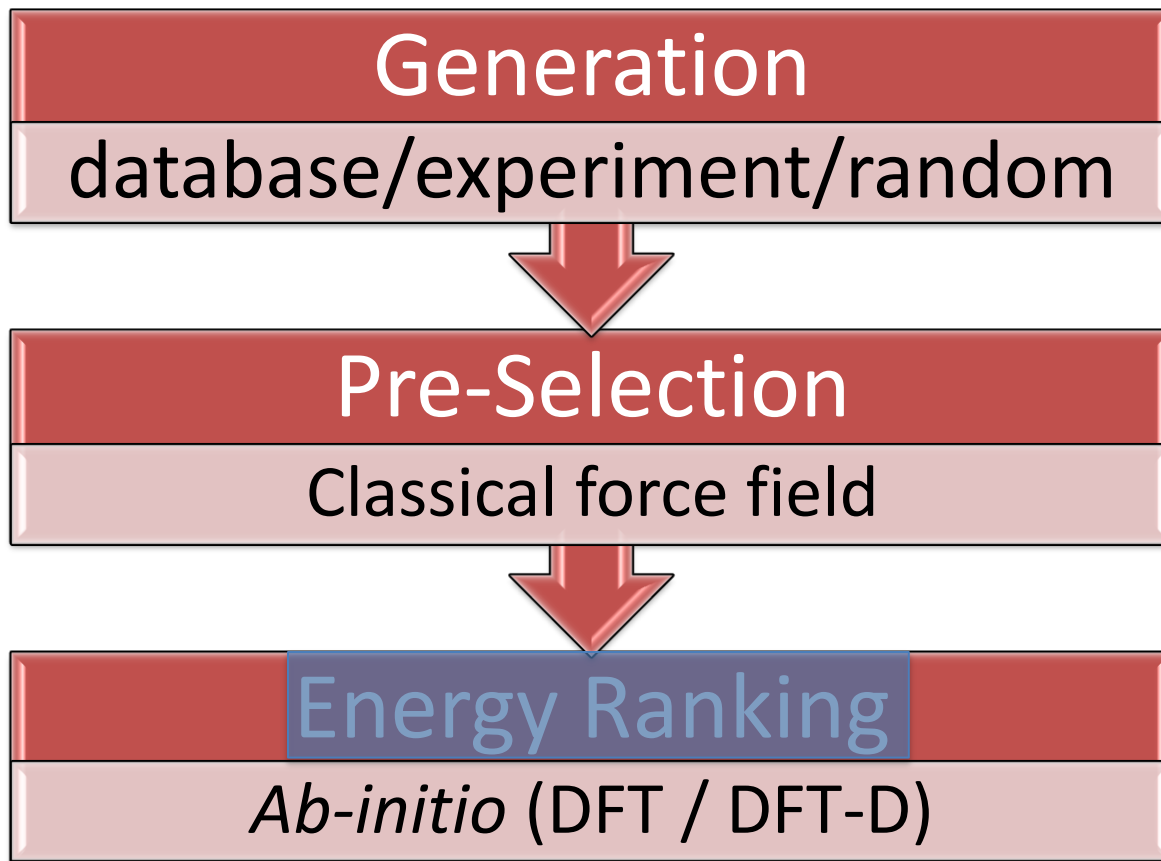 Generation
database/experiment/random
Pre-Selection
Classical force field
Energy Ranking
Ab-initio (DFT / DFT-D)